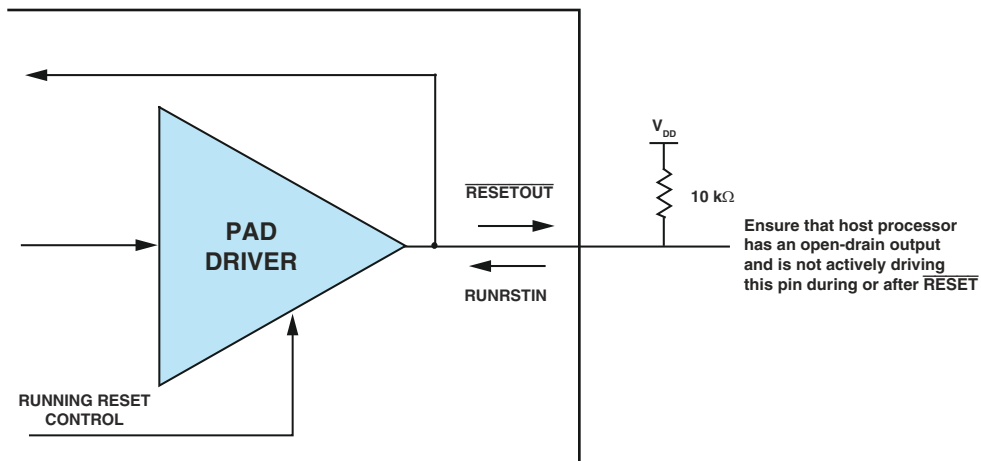 V_DD
RESETOUT
10 kΩ
PAD
DRIVER
Ensure that host processor
has an open-drain output
and is not actively driving
this pin during or after RESET
RUNRSTIN
RUNNING RESET
CONTROL